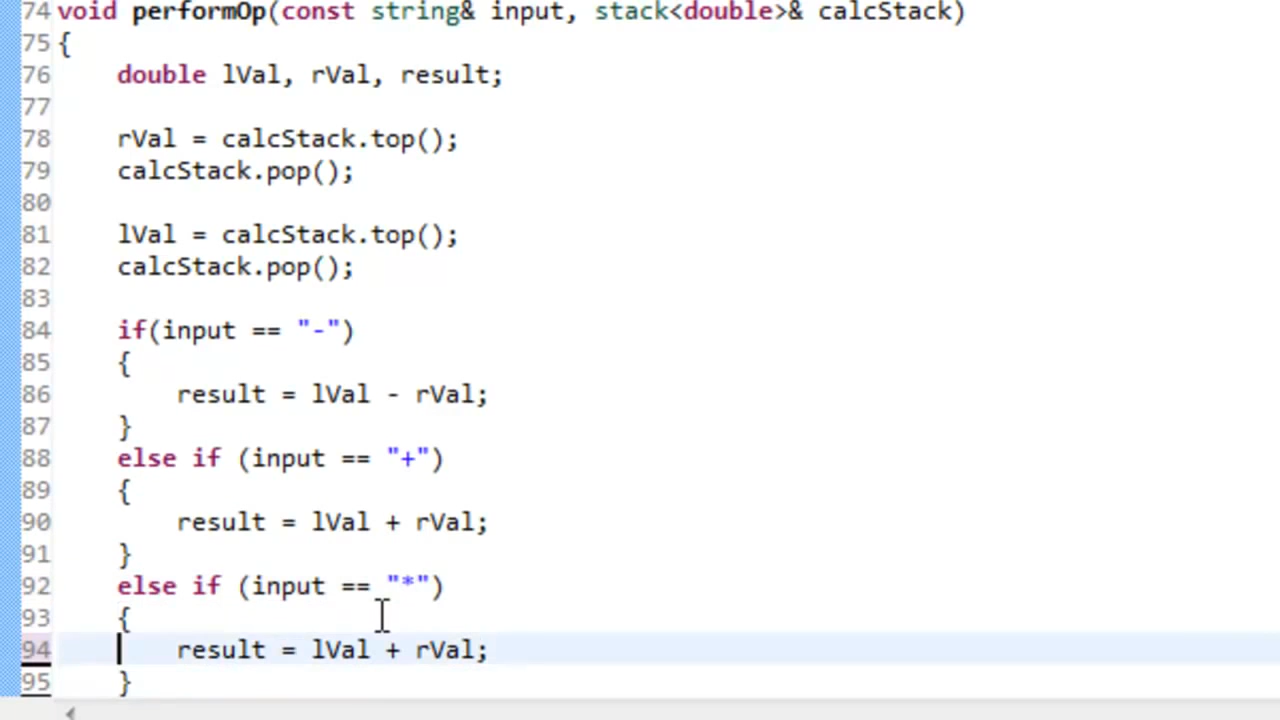 74 void performOp(const string& input, stack<double>& calcStack)
75 {
76     double lVal, rVal, result;
77
78     rVal = calcStack.top();
79     calcStack.pop();
80
81     lVal = calcStack.top();
82     calcStack.pop();
83
84     if(input == "-")
85     {
86         result = lVal - rVal;
87     }
88     else if (input == "+")
89     {
90         result = lVal + rVal;
91     }
92     else if (input == "*")
93     {
94         result = lVal + rVal;
95     }